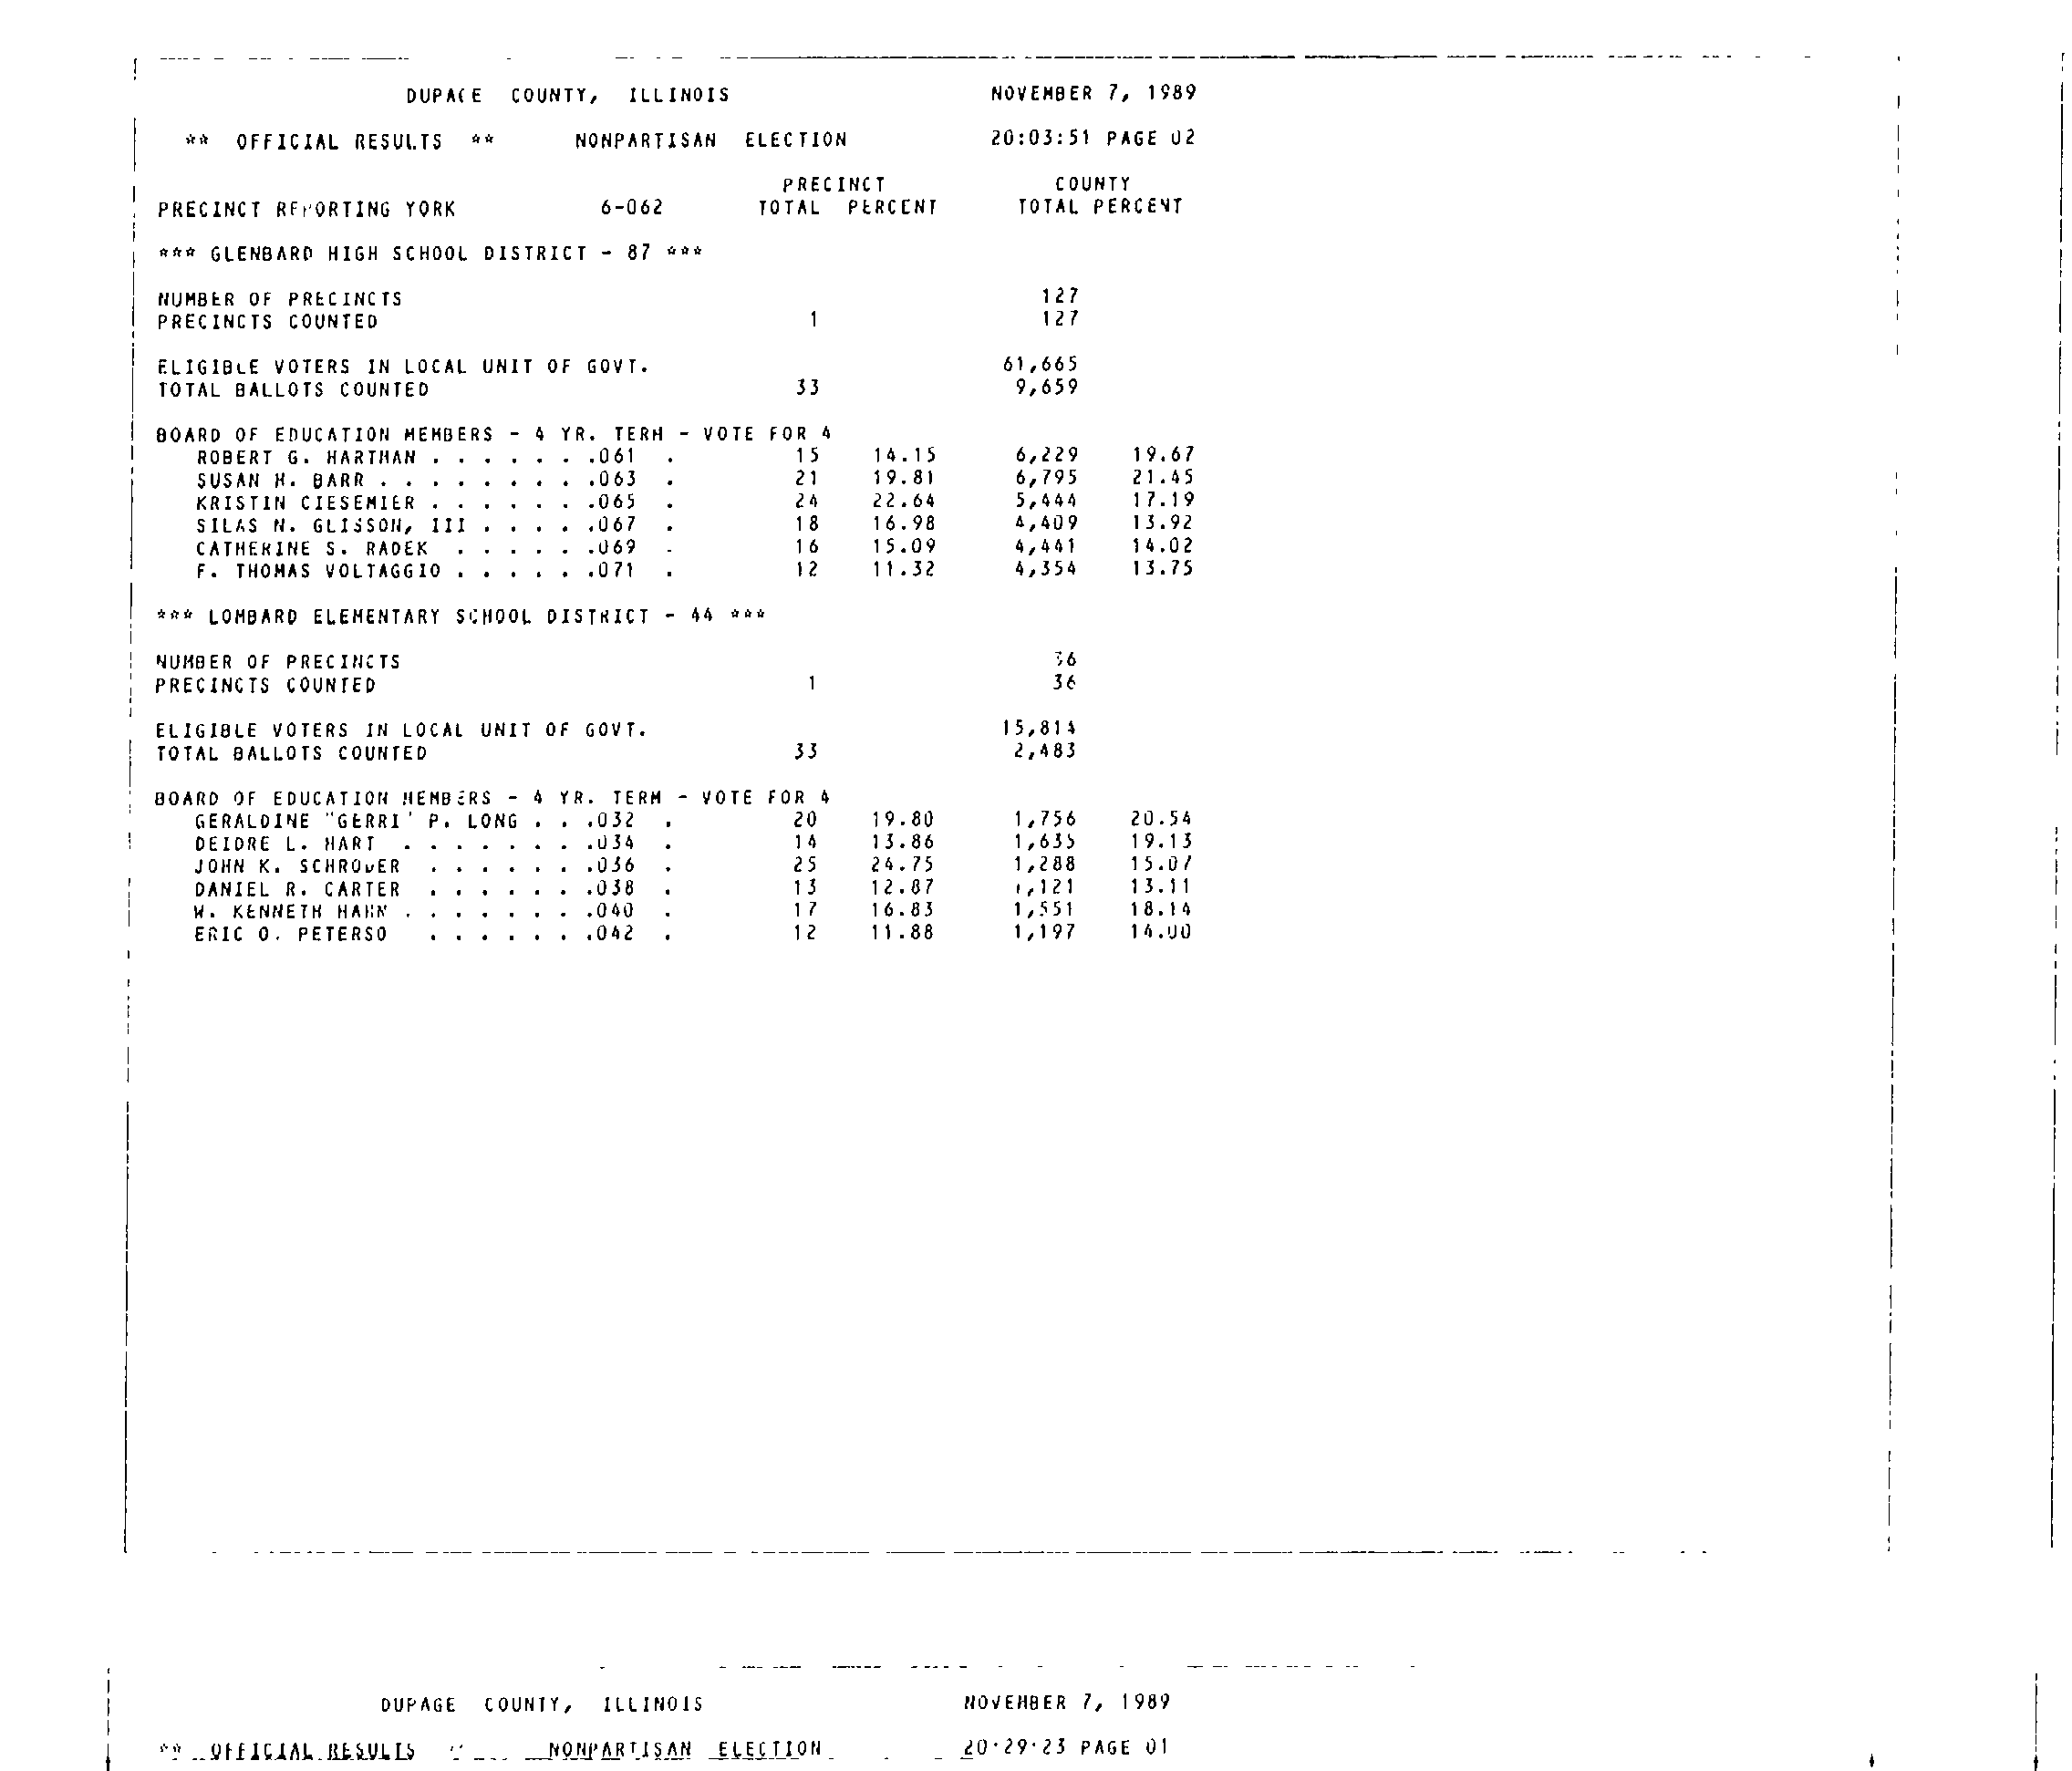 DUPAGE COUNTY, ILLINOIS NOVEMBER 7, 1989
** OFFICIAL RESULTS ** NONPARTISAN ELECTION 20:03:51 PAGE 02
PRECINCT COUNTY
PRECINCT REPORTING YORK 6-062 TOTAL PERCENT TOTAL PERCENT
*** GLENBARD HIGH SCHOOL DISTRICT - 87 ***
NUMBER OF PRECINCTS 127
PRECINCTS COUNTED 1 127
ELIGIBLE VOTERS IN LOCAL UNIT OF GOVT. 61,665
TOTAL BALLOTS COUNTED 33 9,659
BOARD OF EDUCATION MEMBERS - 4 YR. TERM - VOTE FOR 4
ROBERT G. HARTMAN . . . . . . .061 . 15 14.15 6,229 19.67
SUSAN H. BARR . . . . . . . . .063 . 21 19.81 6,795 21.45
KRISTIN CIESEMIER . . . . . . .065 . 24 22.64 5,444 17.19
SILAS N. GLISSON, III . . . . .067 . 18 16.98 4,409 13.92
CATHERINE S. RADEK . . . . . .069 . 16 15.09 4,441 14.02
F. THOMAS VOLTAGGIO . . . . . .071 . 12 11.32 4,354 13.75
*** LOMBARD ELEMENTARY SCHOOL DISTRICT - 44 ***
NUMBER OF PRECINCTS 36
PRECINCTS COUNTED 1 36
ELIGIBLE VOTERS IN LOCAL UNIT OF GOVT. 15,814
TOTAL BALLOTS COUNTED 33 2,483
BOARD OF EDUCATION MEMBERS - 4 YR. TERM - VOTE FOR 4
GERALDINE "GERRI" P. LONG . . .032 . 20 19.80 1,756 20.54
DEIDRE L. HART . . . . . . . .034 . 14 13.86 1,635 19.13
JOHN K. . . . . . . .036 . 25 24.75 1,288 15.07
DANIEL R. CARTER . . . . . . .038 . 13 12.87 1,121 13.11
W. KENNETH HAHN . . . . . . . .040 . 17 16.83 1,551 18.14
ERIC O. PETERSO . . . . . . .042 . 12 11.88 1,197 14.00
DUPAGE COUNTY, ILLINOIS NOVEMBER 7, 1989
** OFFICIAL RESULTS NONPARTISAN ELECTION 20:29:23 PAGE 01